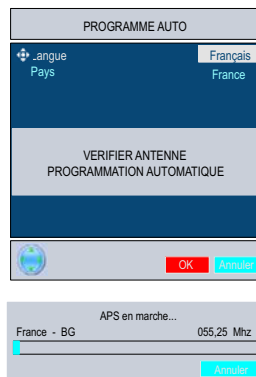 PROGRAMME AUTO
Langue Français
Pays France
VERIFIER ANTENNE
PROGRAMMATION AUTOMATIQUE
OK Annuler
APS en marche...
France - BG 055,25 Mhz
Annuler